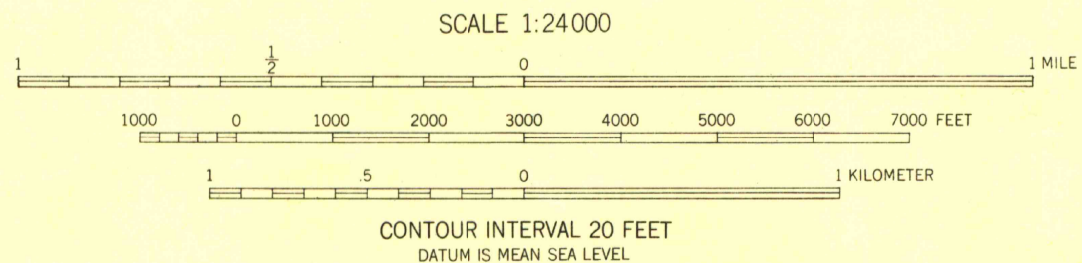 SCALE 1:24000
1 1/2 0 1 MILE
1000 0 1000 2000 3000 4000 5000 6000 7000 FEET
1 .5 0 1 KILOMETER
CONTOUR INTERVAL 20 FEET
DATUM IS MEAN SEA LEVEL